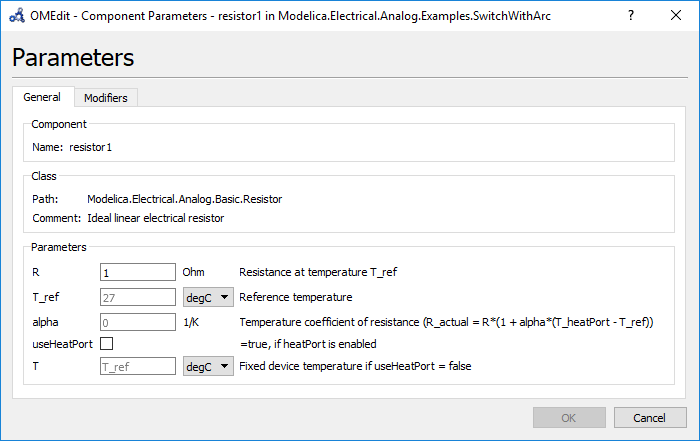 OMEdit - Component Parameters - resistor1 in Modelica.Electrical.Analog.Examples.SwitchWithArc
Parameters
General Modifiers
Component
Name: resistor1
Class
Path: Modelica.Electrical.Analog.Basic.Resistor
Comment: Ideal linear electrical resistor
Parameters
R 1 Ohm Resistance at temperature T_ref
T_ref 27 degC Reference temperature
alpha 0 1/K Temperature coefficient of resistance (R_actual = R*(1 + alpha*(T_heatPort - T_ref))
useHeatPort =true, if heatPort is enabled
T T_ref degC Fixed device temperature if useHeatPort = false
OK Cancel